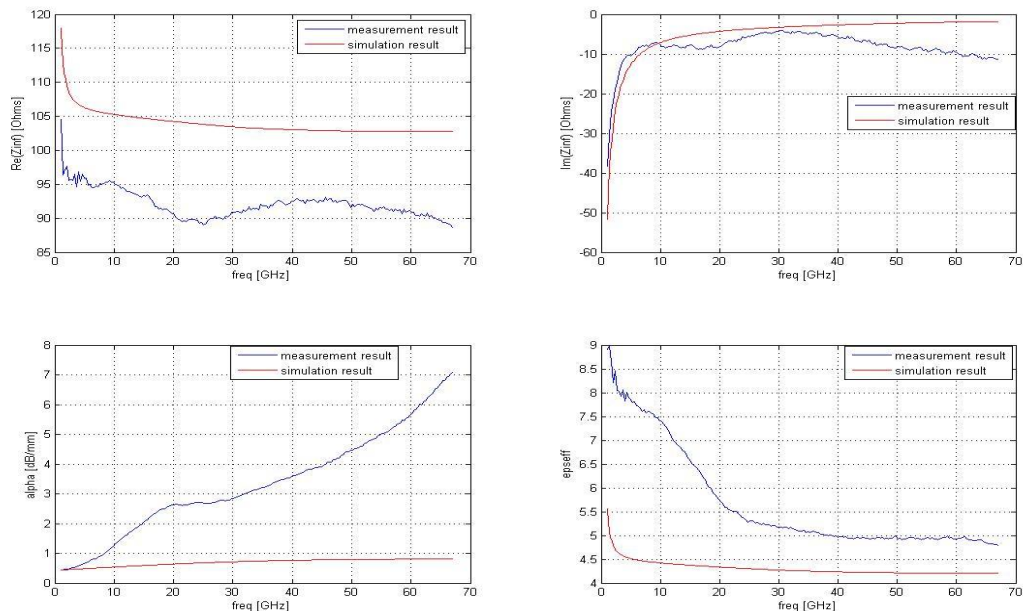 120
115
110
105
100
95
90
85
Re(Zinf) [Ohms]
measurement result
simulation result
0 10 20 30 40 50 60 70
freq [GHz]
0
-10
-20
-30
-40
-50
-60
Im(Zinf) [Ohms]
measurement result
simulation result
0 10 20 30 40 50 60 70
freq [GHz]
8
7
6
5
4
3
2
1
0
alpha [dB/mm]
measurement result
simulation result
0 10 20 30 40 50 60 70
freq [GHz]
9
8.5
8
7.5
7
6.5
6
5.5
5
4.5
4
epseff
measurement result
simulation result
0 10 20 30 40 50 60 70
freq [GHz]